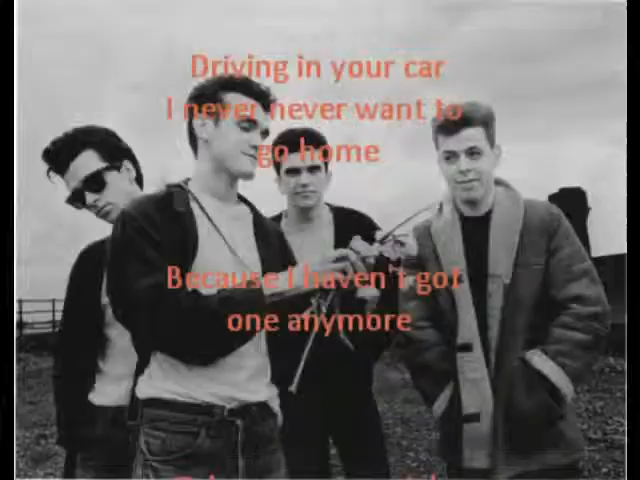 Driving in your car
I never never want to
go home
Because I haven't got
one anymore